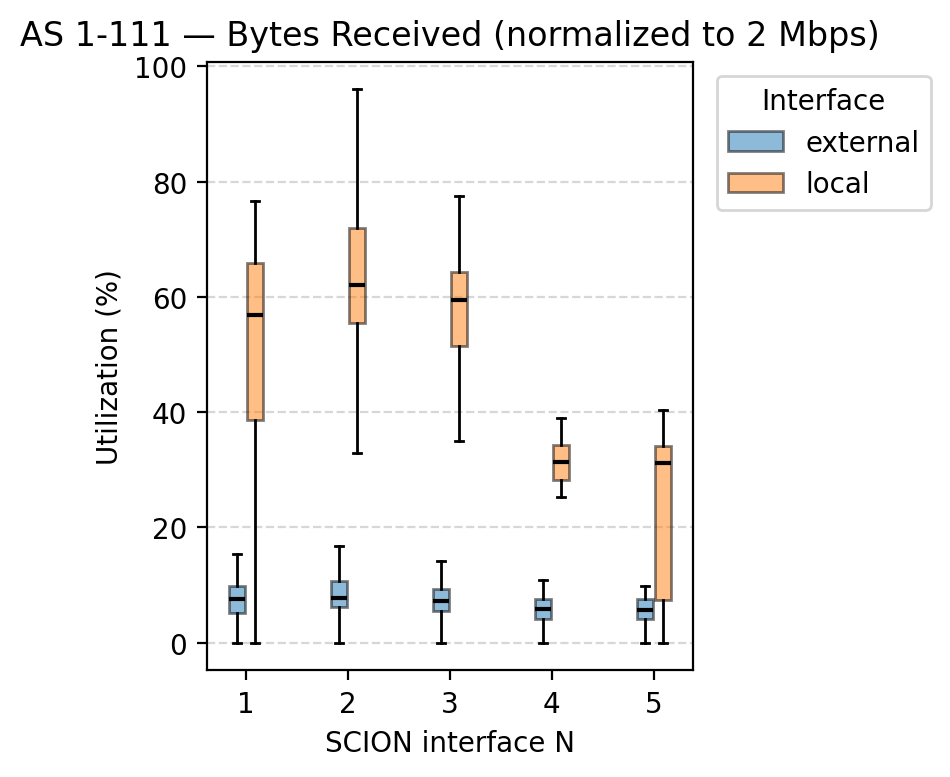 AS 1-111 — Bytes Received (normalized to 2 Mbps)
100
80
60
40
20
0
Utilization (%)
1 2 3 4 5
SCION interface N
Interface
external
local